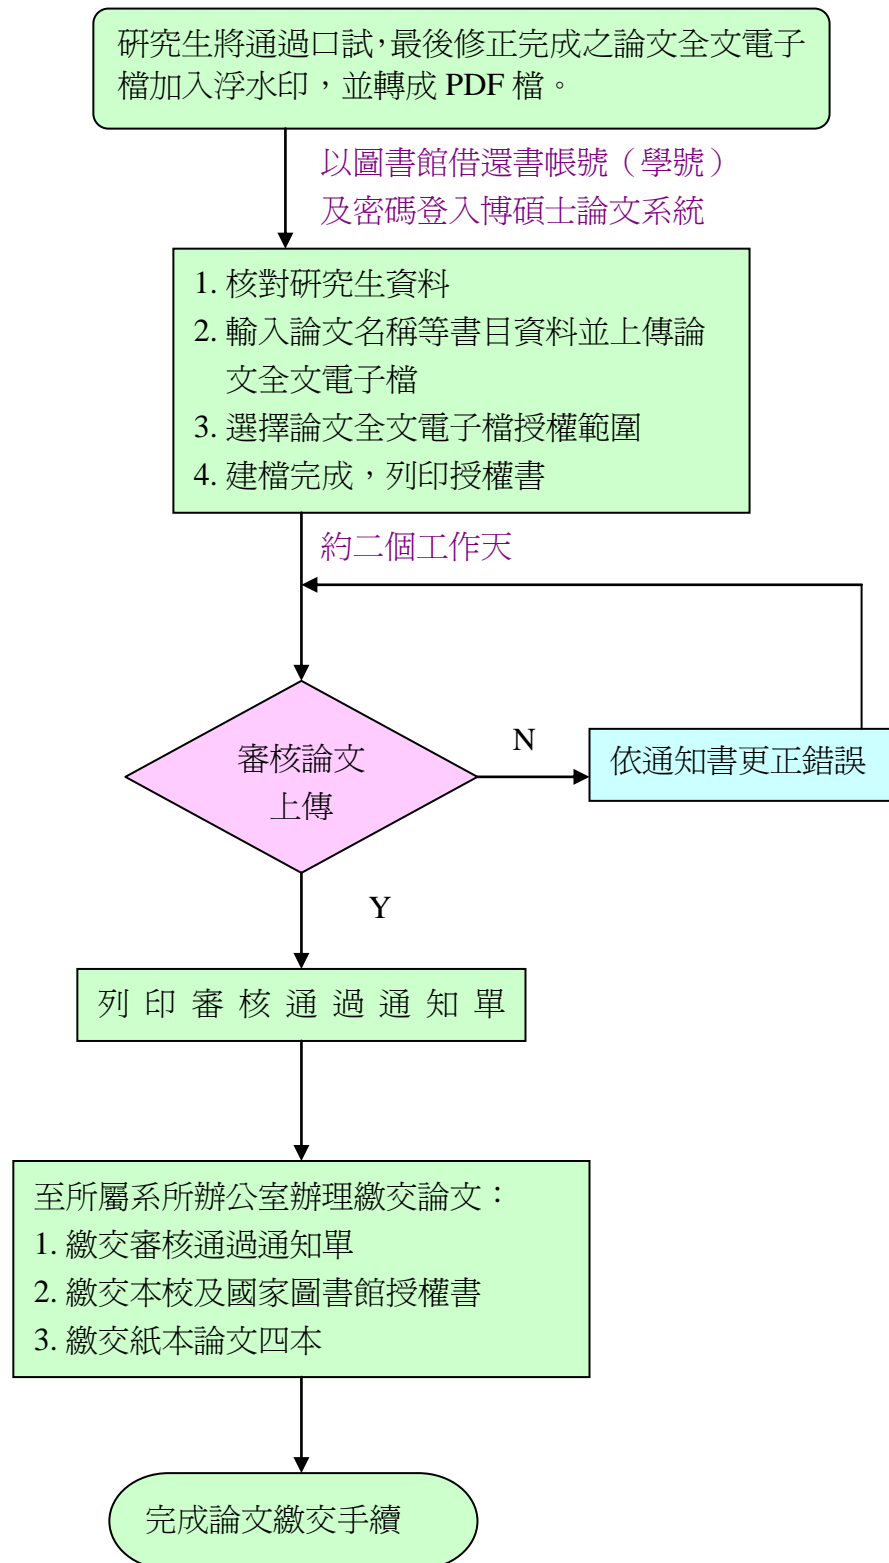 研究生將通過口試,最後修正完成之論文全文電子
檔加入浮水印，並轉成 PDF 檔。
以圖書館借還書帳號（學號）
及密碼登入博碩士論文系統
1. 核對研究生資料
2. 輸入論文名稱等書目資料並上傳論
文全文電子檔
3. 選擇論文全文電子檔授權範圍
4. 建檔完成，列印授權書
約二個工作天
審核論文
上傳
N
依通知書更正錯誤
Y
列 印 審 核 通 過 通 知 單
至所屬系所辦公室辦理繳交論文：
1. 繳交審核通過通知單
2. 繳交本校及國家圖書館授權書
3. 繳交紙本論文四本
完成論文繳交手續